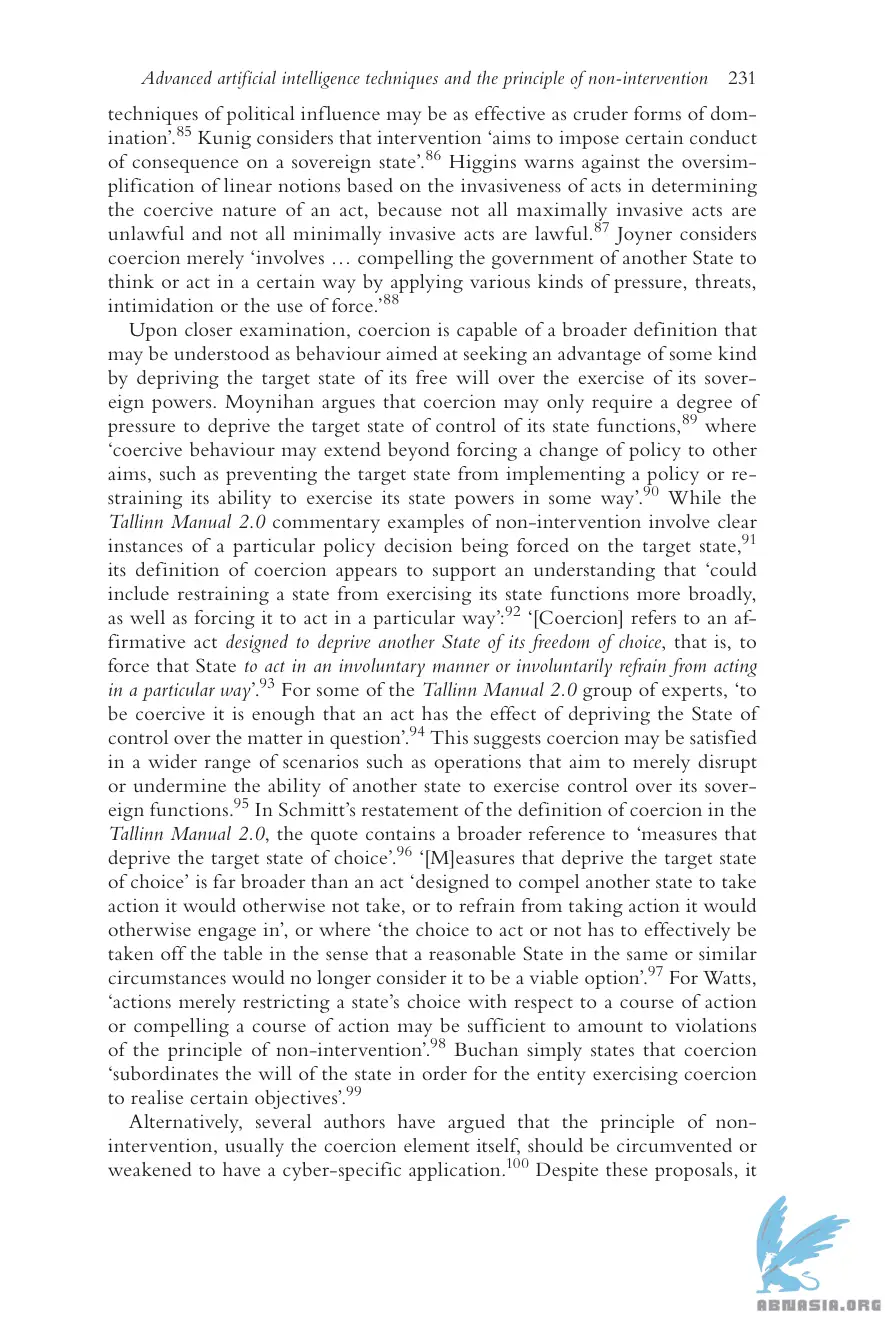 Advanced artificial intelligence techniques and the principle of non-intervention 231
techniques of political influence may be as effective as cruder forms of dom-
ination’.85 Kunig considers that intervention ‘aims to impose certain conduct
of consequence on a sovereign state’.86 Higgins warns against the oversim-
plification of linear notions based on the invasiveness of acts in determining
the coercive nature of an act, because not all maximally invasive acts are
unlawful and not all minimally invasive acts are lawful.87 Joyner considers
coercion merely ‘involves … compelling the government of another State to
think or act in a certain way by applying various kinds of pressure, threats,
intimidation or the use of force.’88
Upon closer examination, coercion is capable of a broader definition that
may be understood as behaviour aimed at seeking an advantage of some kind
by depriving the target state of its free will over the exercise of its sover-
eign powers. Moynihan argues that coercion may only require a degree of
pressure to deprive the target state of control of its state functions,89 where
‘coercive behaviour may extend beyond forcing a change of policy to other
aims, such as preventing the target state from implementing a policy or re-
straining its ability to exercise its state powers in some way’.90 While the
Tallinn Manual 2.0 commentary examples of non-intervention involve clear
instances of a particular policy decision being forced on the target state,91
its definition of coercion appears to support an understanding that ‘could
include restraining a state from exercising its state functions more broadly,
as well as forcing it to act in a particular way’:92 ‘[Coercion] refers to an af-
firmative act designed to deprive another State of its freedom of choice, that is, to
force that State to act in an involuntary manner or involuntarily refrain from acting
in a particular way’.93 For some of the Tallinn Manual 2.0 group of experts, ‘to
be coercive it is enough that an act has the effect of depriving the State of
control over the matter in question’.94 This suggests coercion may be satisfied
in a wider range of scenarios such as operations that aim to merely disrupt
or undermine the ability of another state to exercise control over its sover-
eign functions.95 In Schmitt’s restatement of the definition of coercion in the
Tallinn Manual 2.0, the quote contains a broader reference to ‘measures that
deprive the target state of choice’.96 ‘[M]easures that deprive the target state
of choice’ is far broader than an act ‘designed to compel another state to take
action it would otherwise not take, or to refrain from taking action it would
otherwise engage in’, or where ‘the choice to act or not has to effectively be
taken off the table in the sense that a reasonable State in the same or similar
circumstances would no longer consider it to be a viable option’.97 For Watts,
‘actions merely restricting a state’s choice with respect to a course of action
or compelling a course of action may be sufficient to amount to violations
of the principle of non-intervention’.98 Buchan simply states that coercion
‘subordinates the will of the state in order for the entity exercising coercion
to realise certain objectives’.99
Alternatively, several authors have argued that the principle of non-
intervention, usually the coercion element itself, should be circumvented or
weakened to have a cyber-specific application.100 Despite these proposals, it
ABNASIA.ORG